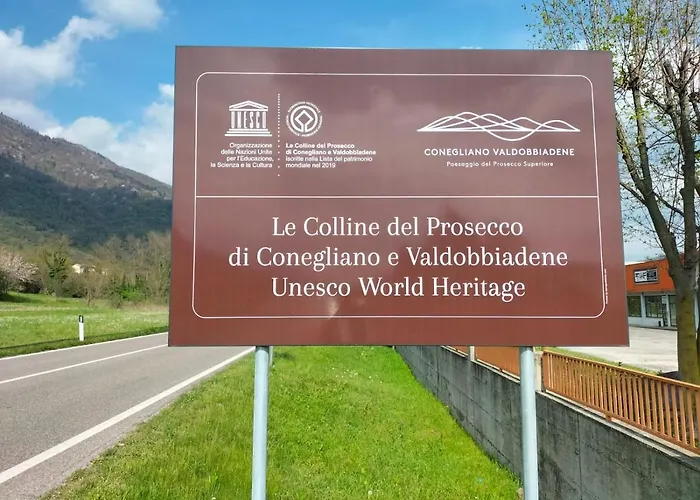 UNESCO
Organizzazione
delle Nazioni Unite
per l'Educazione,
la Scienza e la Cultura
Le Colline del Prosecco
di Conegliano e Valdobbiadene
Iscritte nella Lista del patrimonio
mondiale nel 2019
CONEGLIANO VALDOBBIADENE
Paesaggio del Prosecco Superiore
Le Colline del Prosecco
di Conegliano e Valdobbiadene
Unesco World Heritage